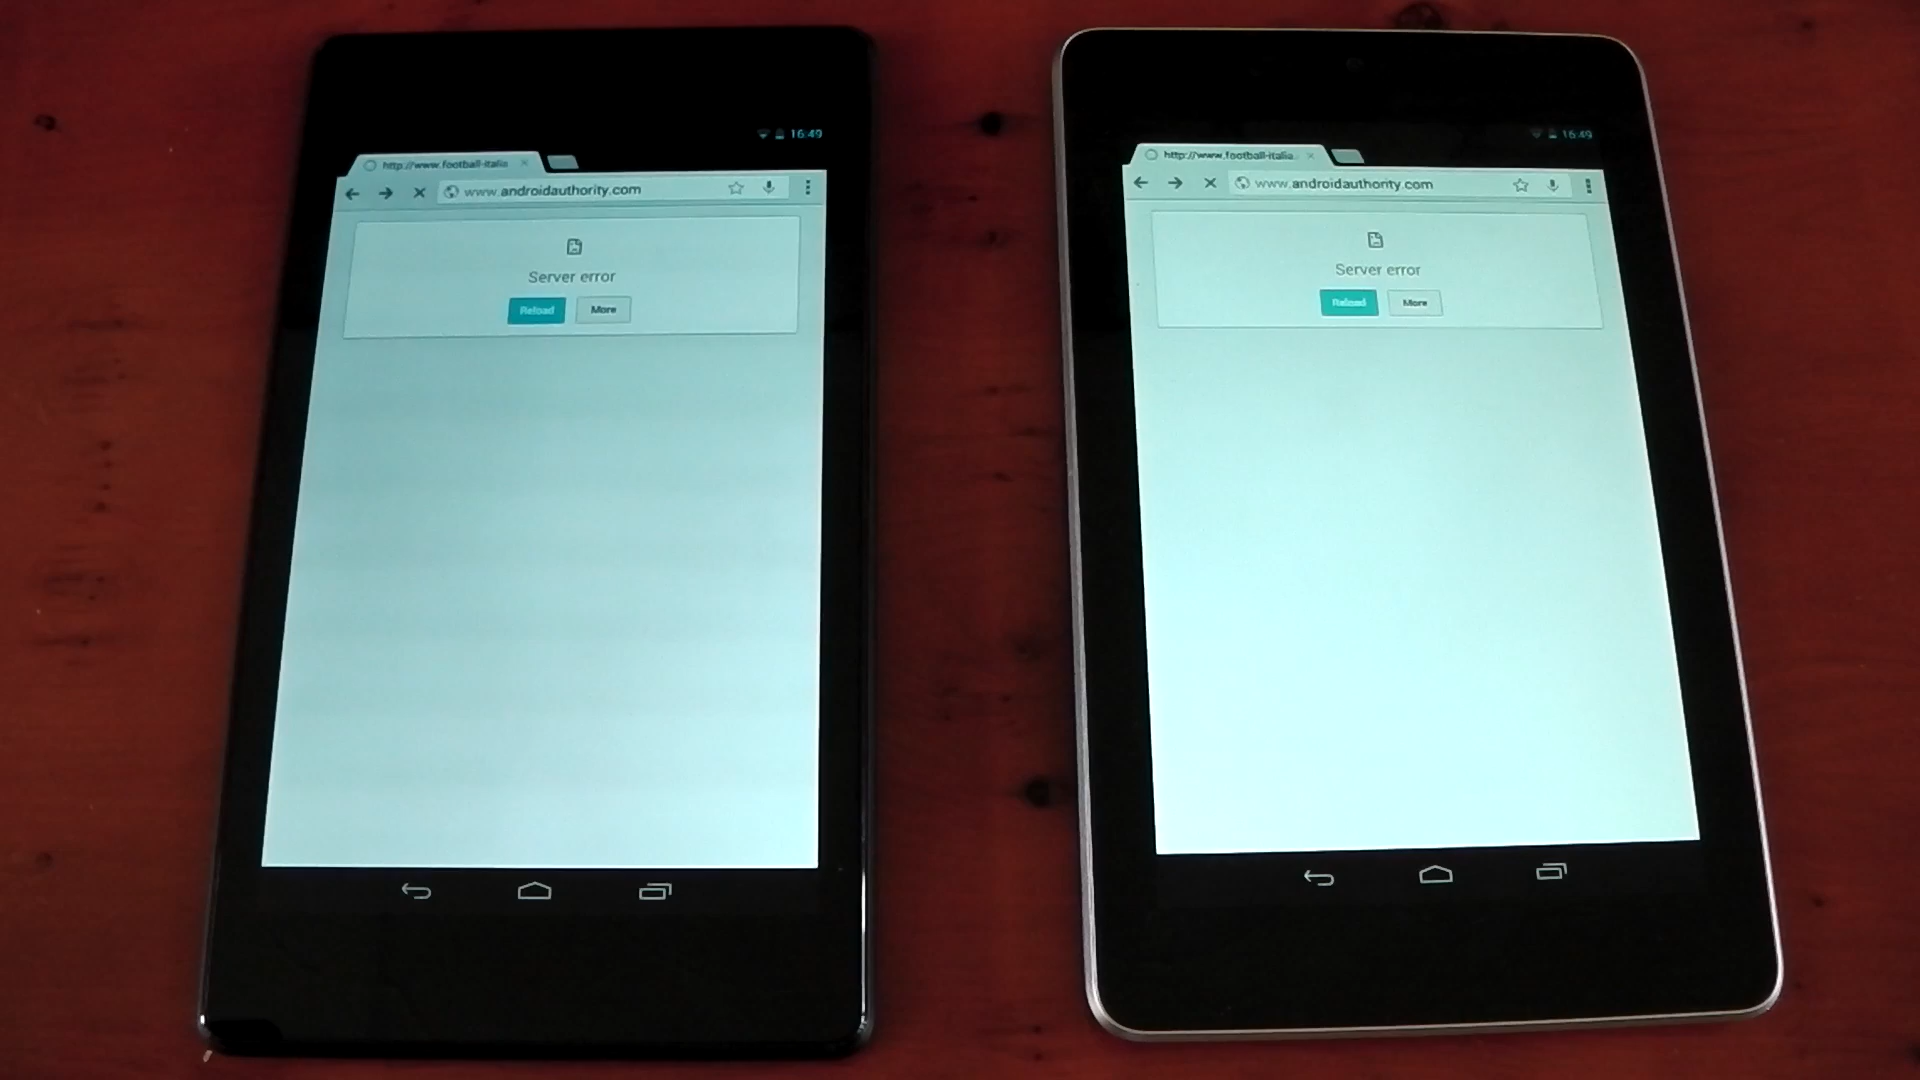 16:49
http://www.football-italia
www.androidauthority.com
Server error
Reload
More
16:49
http://www.football-italia.
www.androidauthority.com
Server error
Reload
More